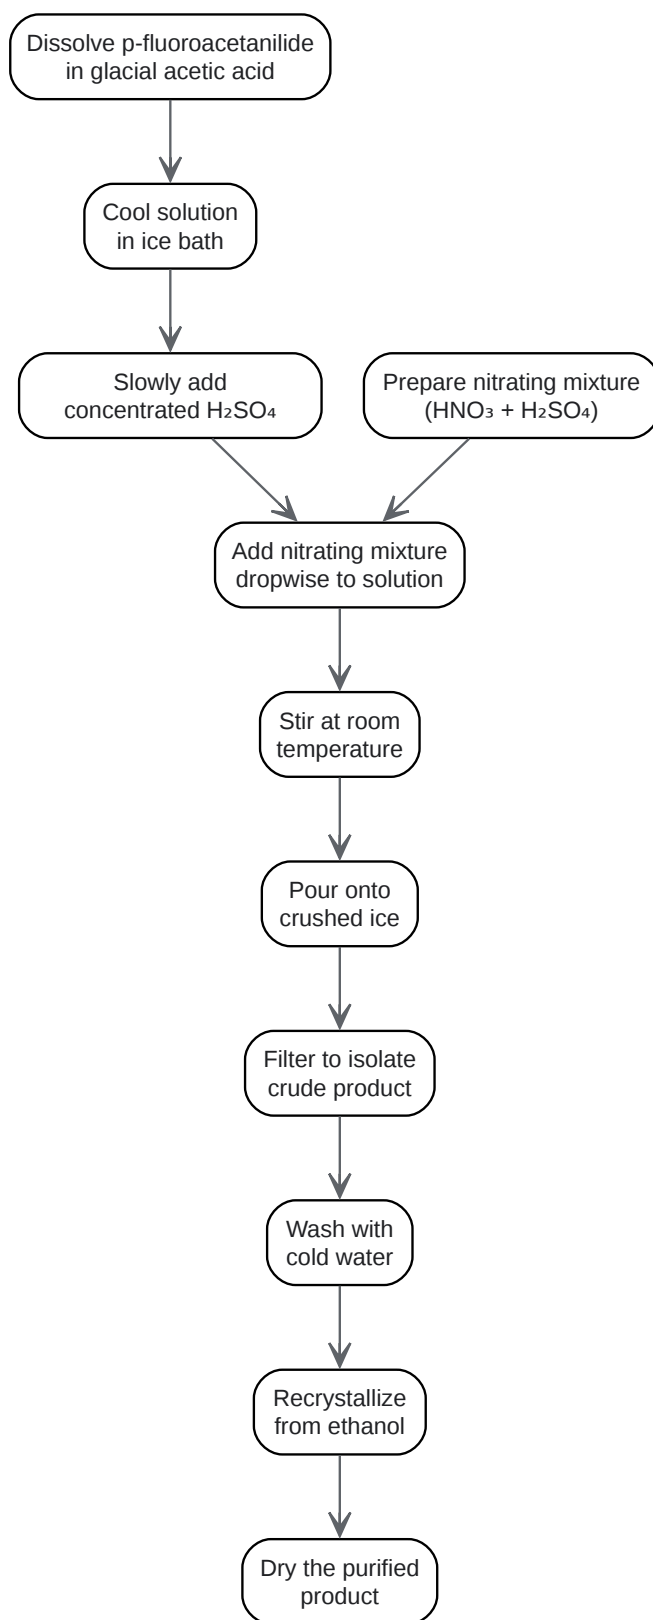 Dissolve p-fluoroacetanilide
in glacial acetic acid
Cool solution
in ice bath
Slowly add
concentrated H₂SO₄
Prepare nitrating mixture
(HNO₃ + H₂SO₄)
Add nitrating mixture
dropwise to solution
Stir at room
temperature
Pour onto
crushed ice
Filter to isolate
crude product
Wash with
cold water
Recrystallize
from ethanol
Dry the purified
product